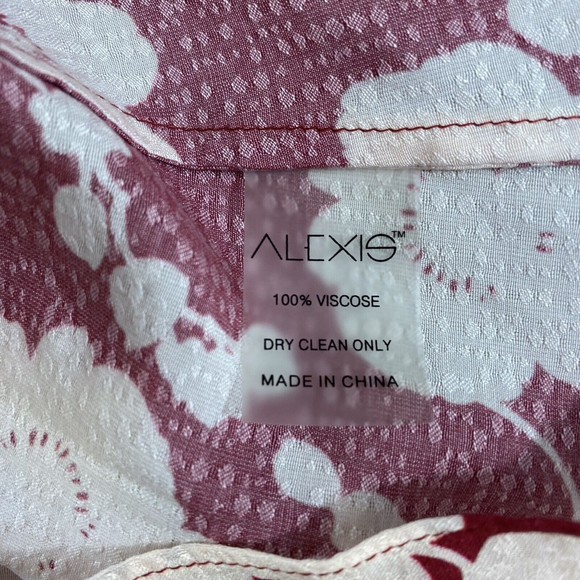 ALEXIS™
100% VISCOSE
DRY CLEAN ONLY
MADE IN CHINA